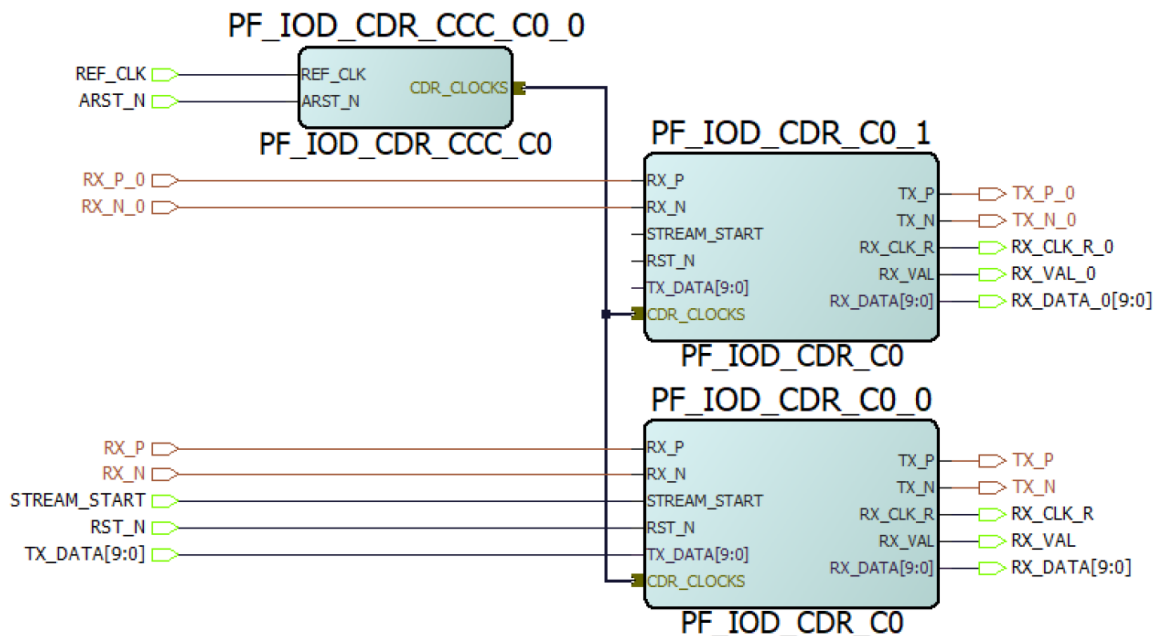 PF_IOD_CDR_CCC_C0_0
REF_CLK
ARST_N
REF_CLK
ARST_N
CDR_CLOCKS
PF_IOD_CDR_CCC_C0
PF_IOD_CDR_C0_1
RX_P_0
RX_N_0
RX_P
RX_N
STREAM_START
RST_N
TX_DATA[9:0]
CDR_CLOCKS
TX_P
TX_N
RX_CLK_R
RX_VAL
RX_DATA[9:0]
TX_P_0
TX_N_0
RX_CLK_R_0
RX_VAL_0
RX_DATA_0[9:0]
PF_IOD_CDR_C0
PF_IOD_CDR_C0_0
RX_P
RX_N
STREAM_START
RST_N
TX_DATA[9:0]
RX_P
RX_N
STREAM_START
RST_N
TX_DATA[9:0]
CDR_CLOCKS
TX_P
TX_N
RX_CLK_R
RX_VAL
RX_DATA[9:0]
TX_P
TX_N
RX_CLK_R
RX_VAL
RX_DATA[9:0]
PF_IOD_CDR_C0